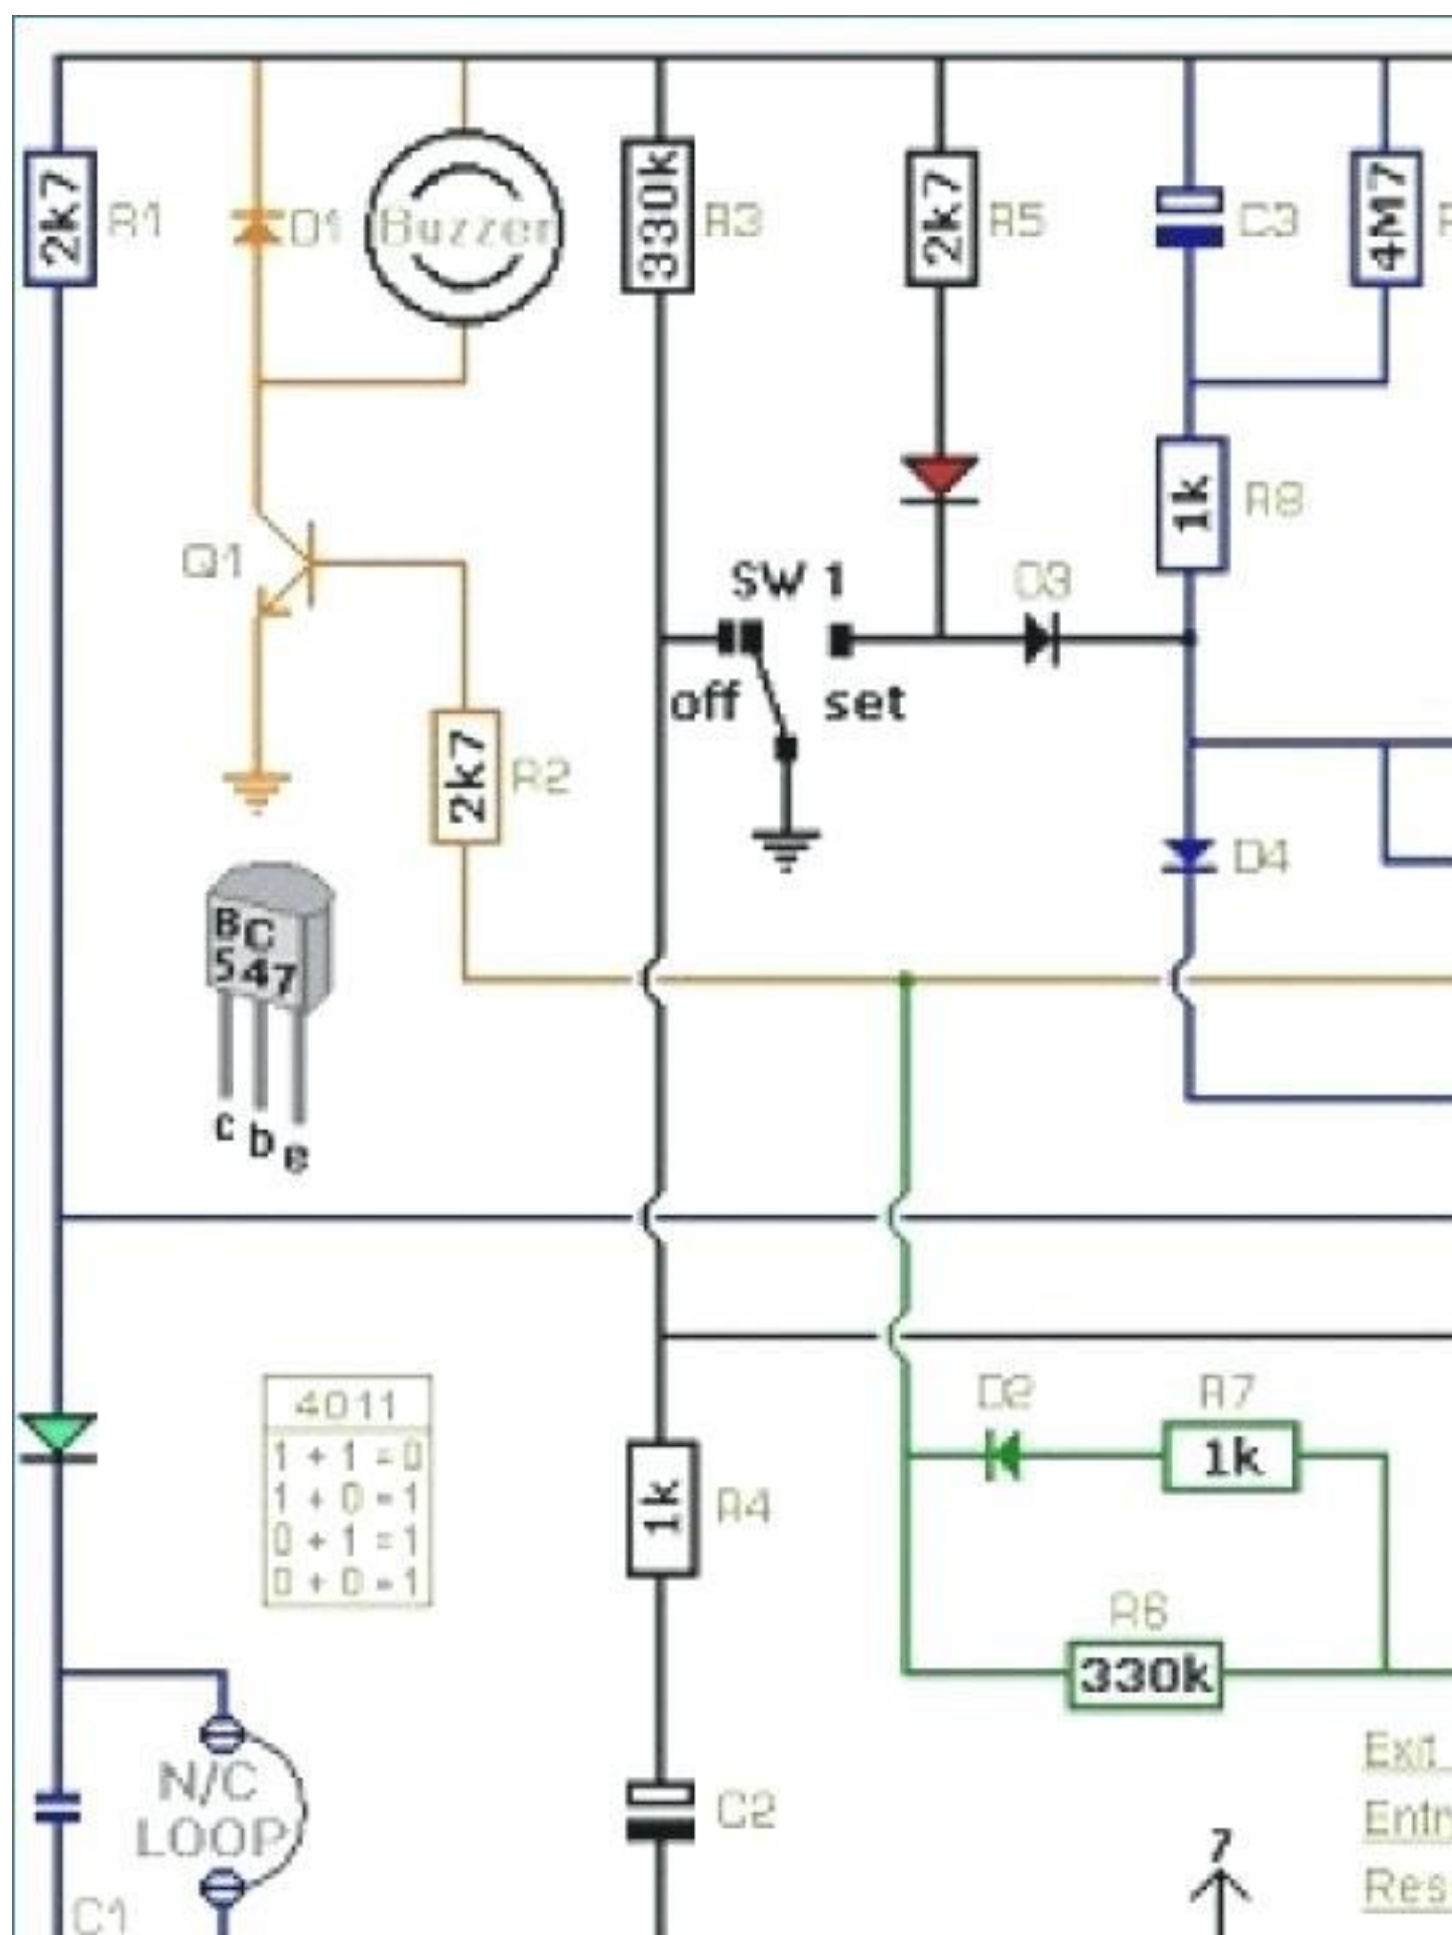 2k7
R1
D1
Buzzer
330k
R3
2k7
R5
C3
4M7
1k
R8
Q1
SW 1
D3
off
set
2k7
R2
D4
BC
547
c b e
4011
1 + 1 = 0
1 + 0 = 1
0 + 1 = 1
0 + 0 = 1
D2
R7
1k
1k
R4
R6
330k
N/C
LOOP
C2
C1
7
Exit